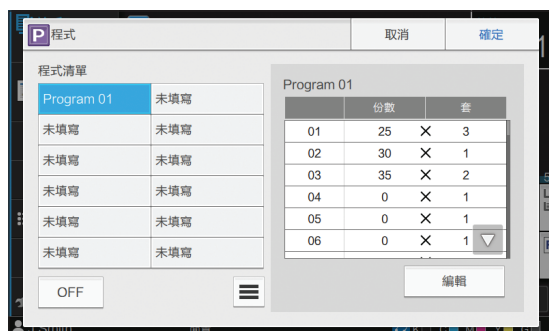 P 程式 取消 確定
程式清單
Program 01 未填寫
未填寫 未填寫
未填寫 未填寫
未填寫 未填寫
未填寫 未填寫
未填寫 未填寫
OFF
Program 01
份數 套
01 25 × 3
02 30 × 1
03 35 × 2
04 0 × 1
05 0 × 1
06 0 × 1
編輯